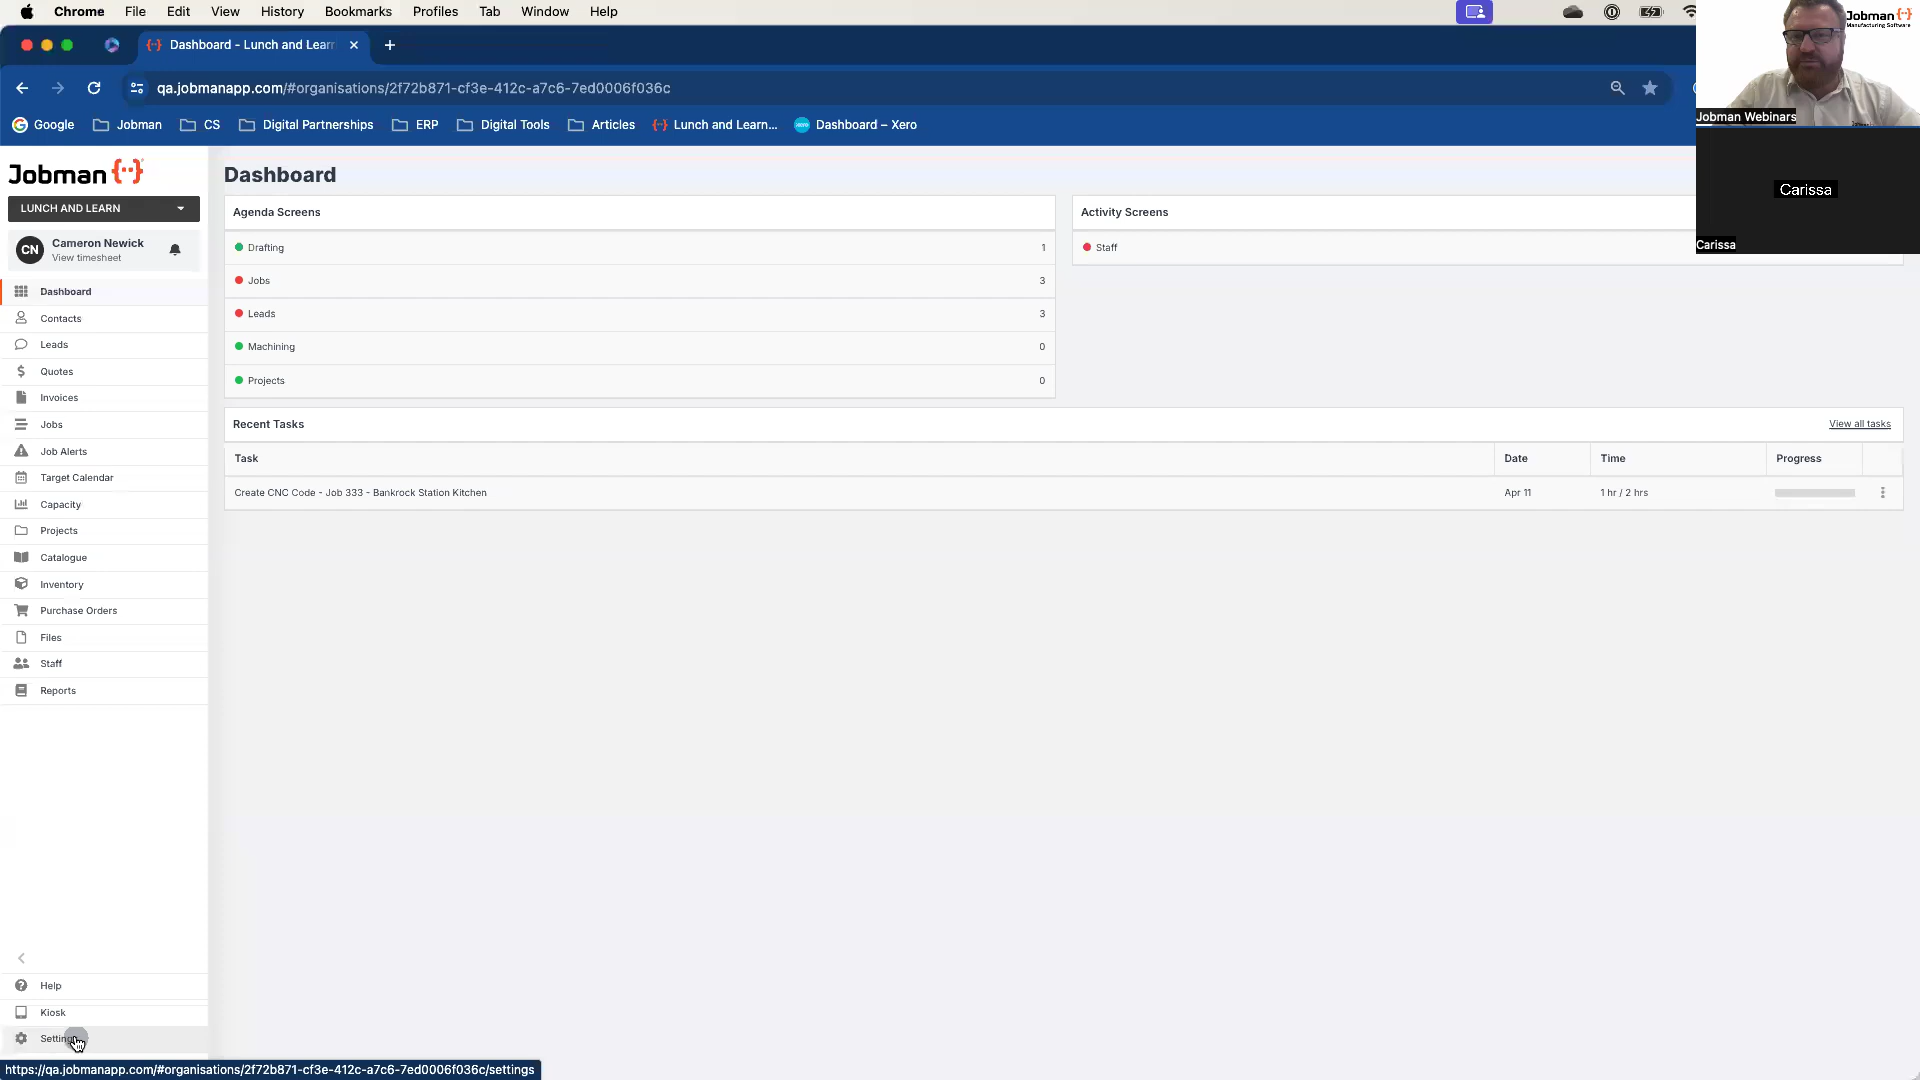 Chrome File Edit View History Bookmarks Profiles Tab Window Help
Dashboard - Lunch and Lear
qa.jobmanapp.com/#organisations/2f72b871-cf3e-412c-a7c6-7ed0006f036c
Google Jobman CS Digital Partnerships ERP Digital Tools Articles Lunch and Learn... Dashboard – Xero
Jobman
Manufacturing Software
Jobman Webinars
Carissa
Carissa
Jobman
LUNCH AND LEARN
CN
Cameron Newick
View timesheet
Dashboard
Contacts
Leads
Quotes
Invoices
Jobs
Job Alerts
Target Calendar
Capacity
Projects
Catalogue
Inventory
Purchase Orders
Files
Staff
Reports
Help
Kiosk
Setting
Dashboard
Agenda Screens
Drafting 1
Jobs 3
Leads 3
Machining 0
Projects 0
Activity Screens
Staff
Recent Tasks View all tasks
Task Date Time Progress
Create CNC Code - Job 333 - Bankrock Station Kitchen Apr 11 1 hr / 2 hrs
https://qa.jobmanapp.com/#organisations/2f72b871-cf3e-412c-a7c6-7ed0006f036c/settings